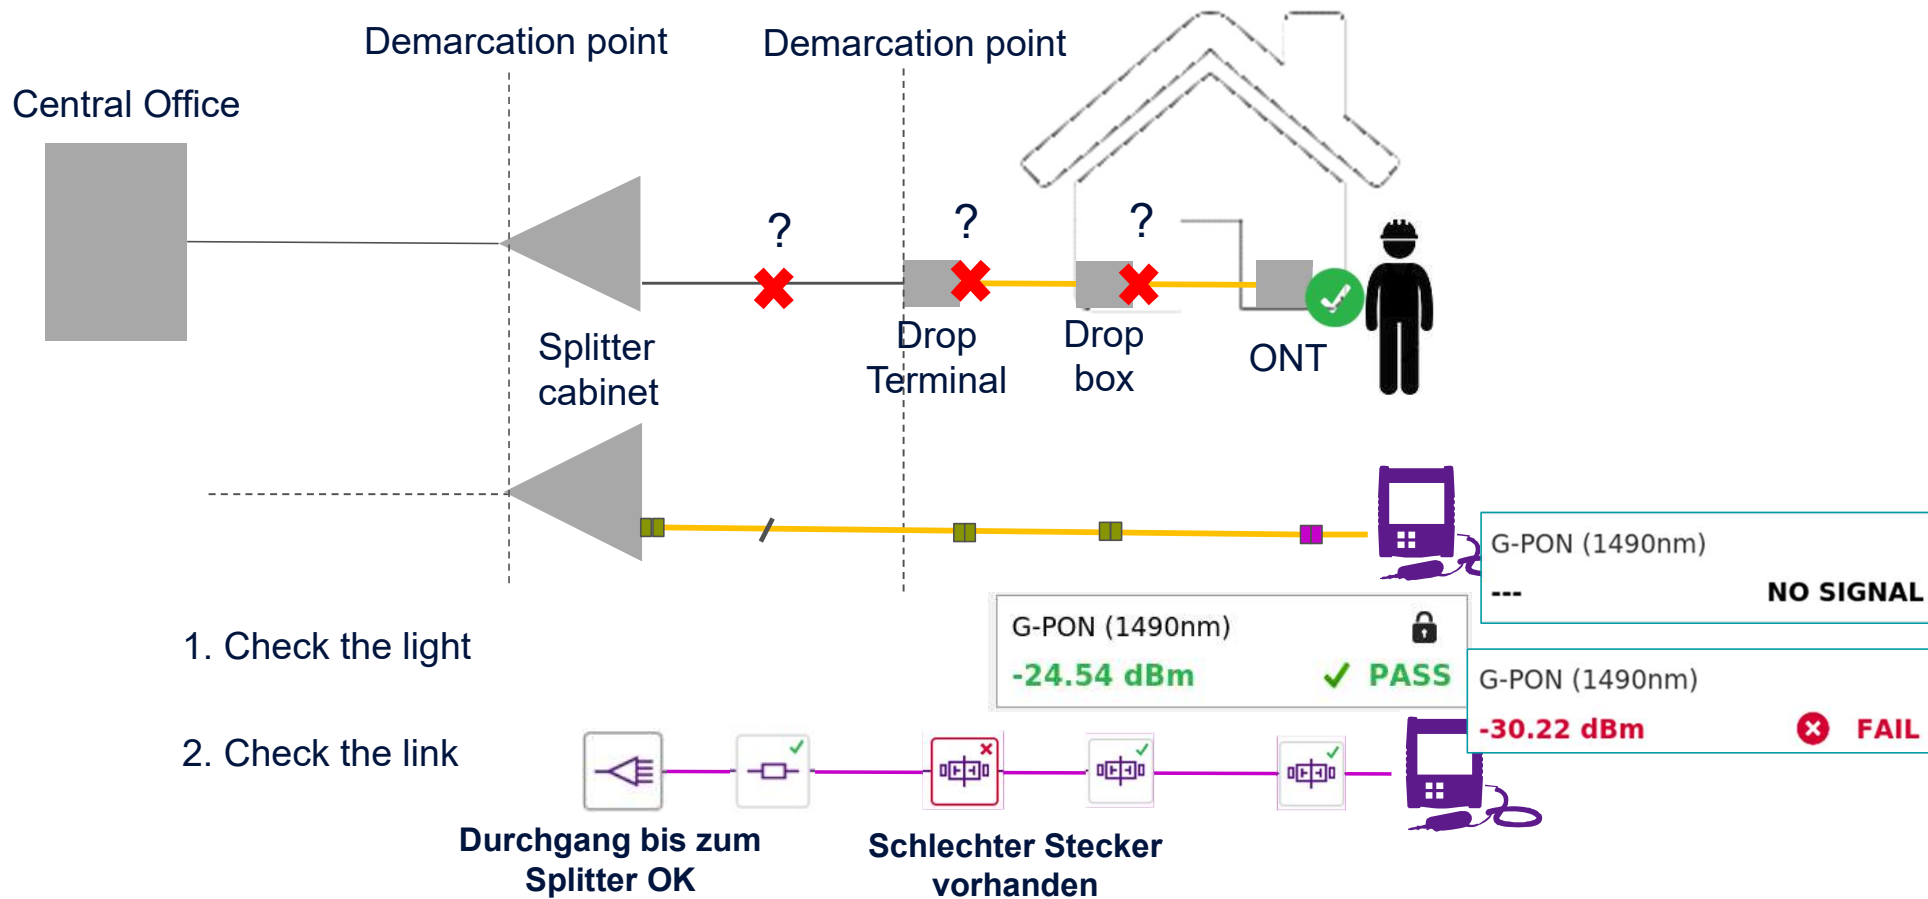 Demarcation point
Demarcation point
Central Office
?
?
?
Splitter
cabinet
Drop
Terminal
Drop
box
ONT
G-PON (1490nm)
--- NO SIGNAL
G-PON (1490nm)
-24.54 dBm PASS
G-PON (1490nm)
-30.22 dBm FAIL
1. Check the light
2. Check the link
Durchgang bis zum
Splitter OK
Schlechter Stecker
vorhanden